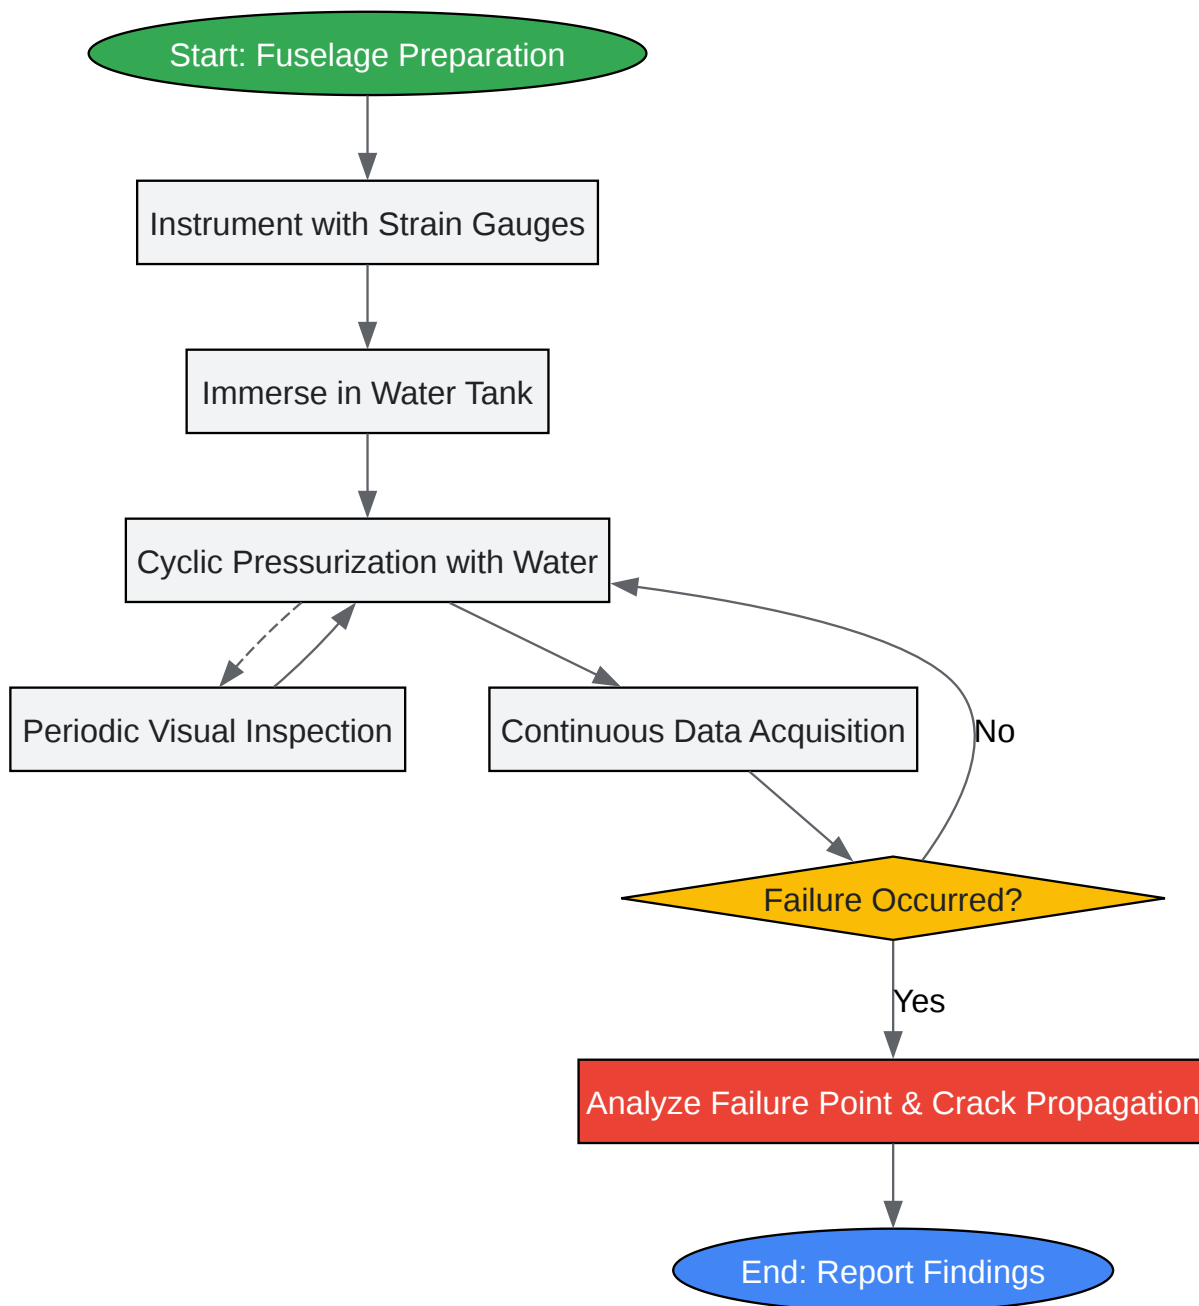 Start: Fuselage Preparation
Instrument with Strain Gauges
Immerse in Water Tank
Cyclic Pressurization with Water
Periodic Visual Inspection
Continuous Data Acquisition
No
Failure Occurred?
Yes
Analyze Failure Point & Crack Propagation
End: Report Findings